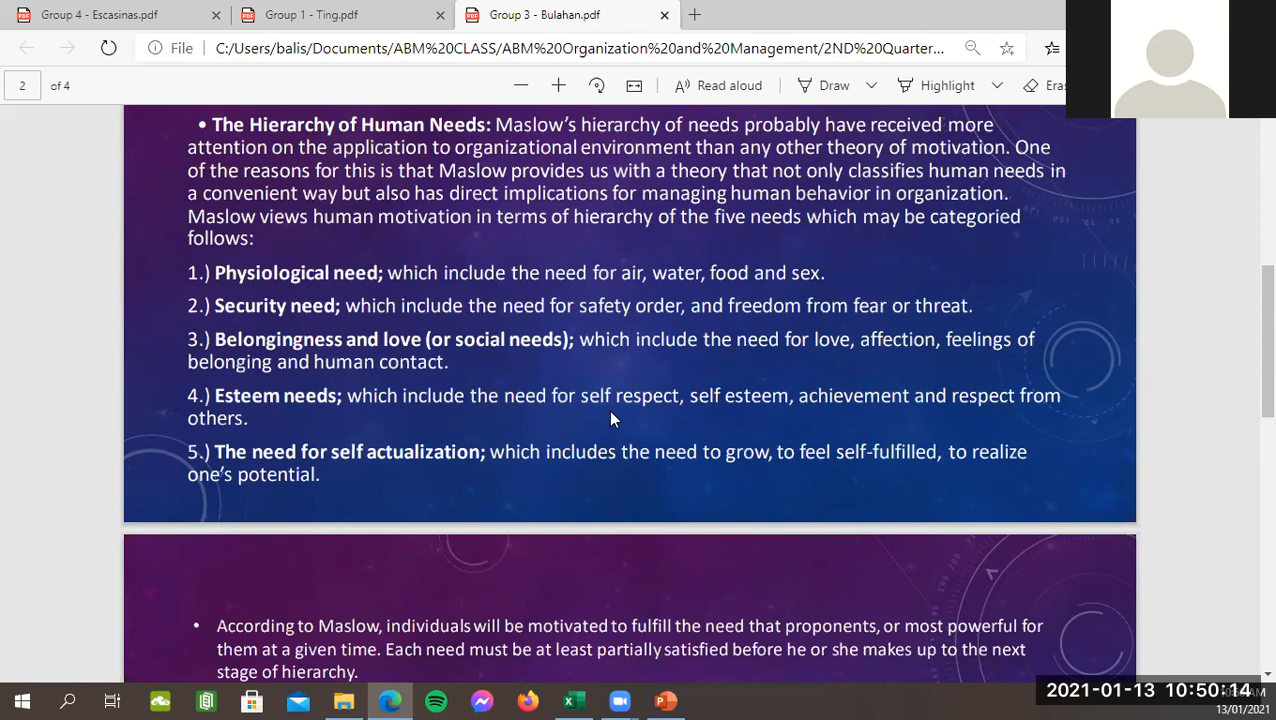 Group 4 - Escasinas.pdf
Group 1 - Ting.pdf
Group 3 - Bulahan.pdf
File
C:/Users/balis/Documents/ABM%20CLASS/ABM%20Organization%20and%20Management/2ND%20Quarter...
2 of 4
Read aloud
Draw
Highlight
Eras
• The Hierarchy of Human Needs: Maslow's hierarchy of needs probably have received more
attention on the application to organizational environment than any other theory of motivation. One
of the reasons for this is that Maslow provides us with a theory that not only classifies human needs in
a convenient way but also has direct implications for managing human behavior in organization.
Maslow views human motivation in terms of hierarchy of the five needs which may be categoried
follows:
1.) Physiological need; which include the need for air, water, food and sex.
2.) Security need; which include the need for safety order, and freedom from fear or threat.
3.) Belongingness and love (or social needs); which include the need for love, affection, feelings of
belonging and human contact.
4.) Esteem needs; which include the need for self respect, self esteem, achievement and respect from
others.
5.) The need for self actualization; which includes the need to grow, to feel self-fulfilled, to realize
one's potential.
• According to Maslow, individuals will be motivated to fulfill the need that proponents, or most powerful for
them at a given time. Each need must be at least partially satisfied before he or she makes up to the next
stage of hierarchy.
2021-01-13 10:50:14
13/01/2021